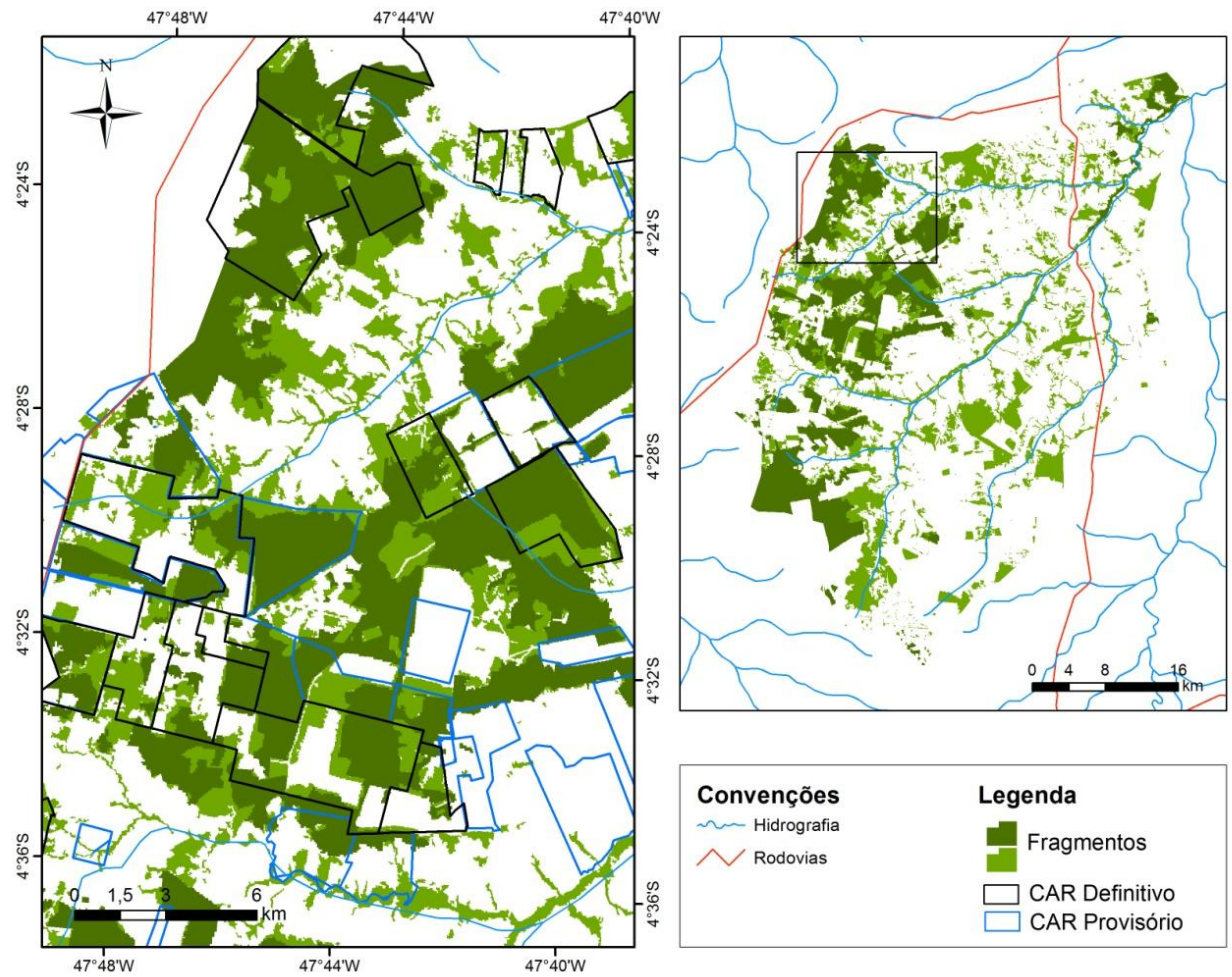 47°48'W 47°44'W 47°40'W
N
4°24'S 4°24'S
4°28'S 4°28'S
4°32'S 4°32'S
4°36'S 4°36'S
0 1,5 3 6
km
47°48'W 47°44'W 47°40'W
0 4 8 16
km
Convenções
Hidrografia
Rodovias
Legenda
Fragmentos
CAR Definitivo
CAR Provisório